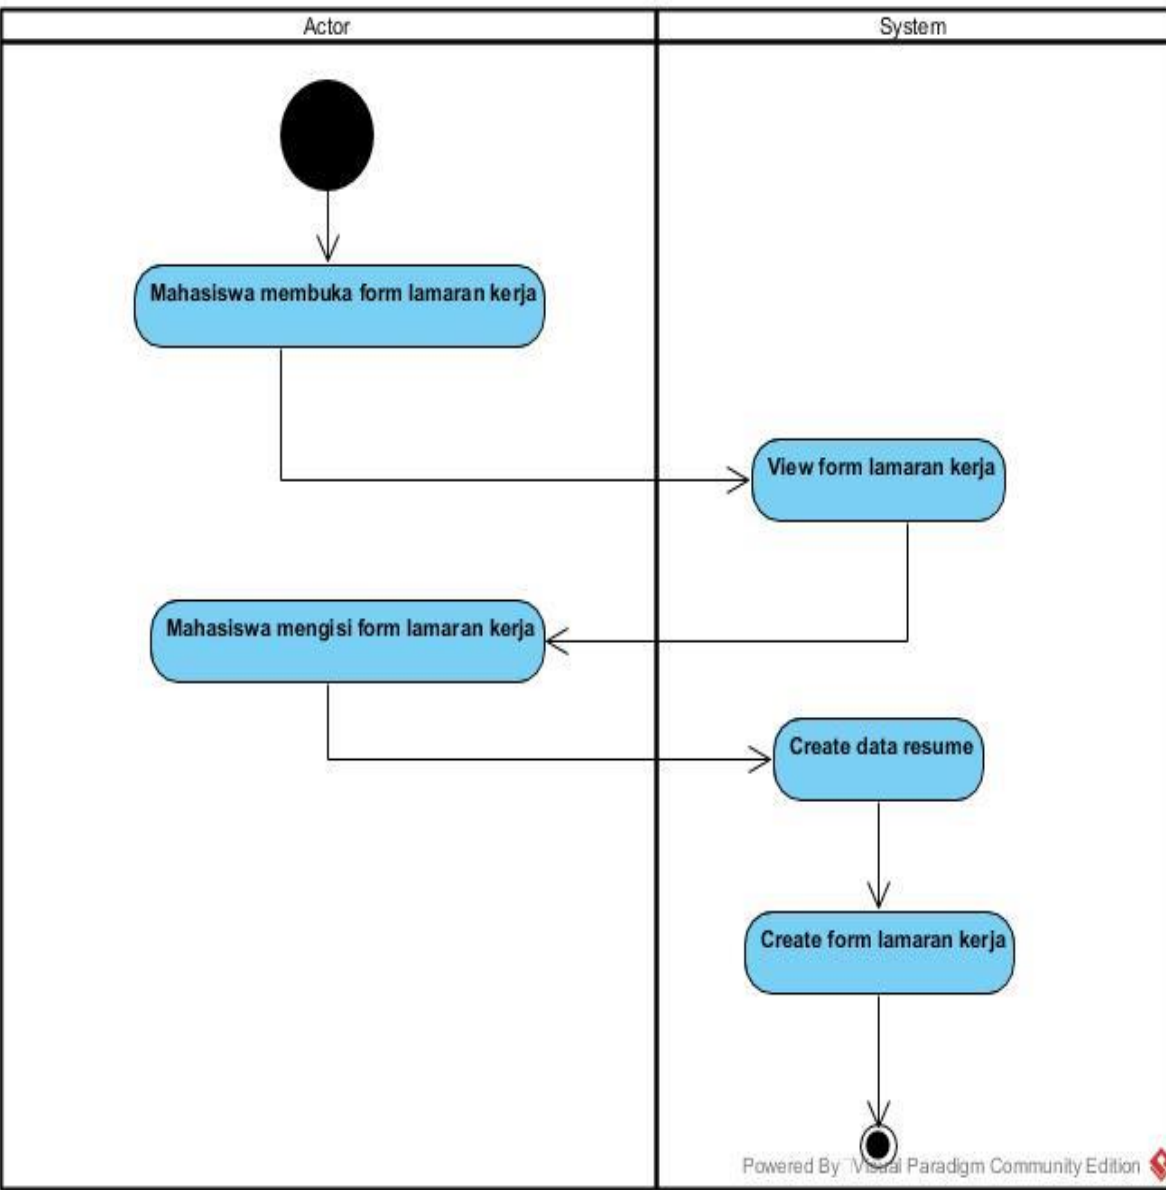 Actor
System
Mahasiswa membuka form lamaran kerja
View form lamaran kerja
Mahasiswa mengisi form lamaran kerja
Create data resume
Create form lamaran kerja
Powered By Visual Paradigm Community Edition